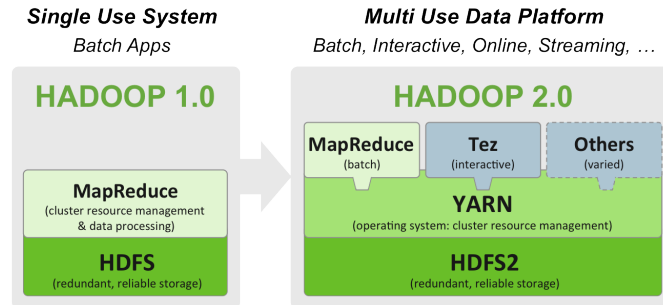 Single Use System
Batch Apps
HADOOP 1.0
MapReduce
(cluster resource management
& data processing)
HDFS
(redundant, reliable storage)
Multi Use Data Platform
Batch, Interactive, Online, Streaming, …
HADOOP 2.0
MapReduce
(batch)
Tez
(interactive)
Others
(varied)
YARN
(operating system: cluster resource management)
HDFS2
(redundant, reliable storage)